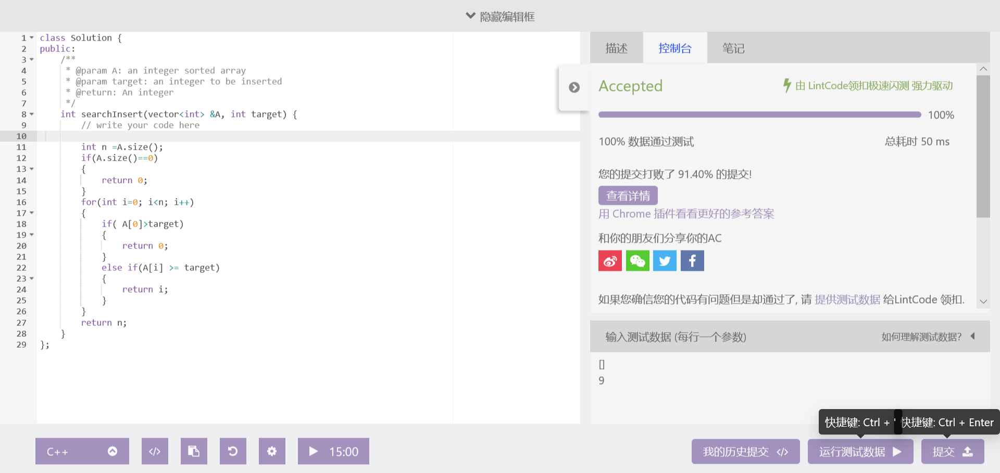 隐藏编辑框
1 class Solution {
2 public:
3 /**
4 * @param A: an integer sorted array
5 * @param target: an integer to be inserted
6 * @return: An integer
7 */
8 int searchInsert(vector<int> &A, int target) {
9 // write your code here
10
11 int n =A.size();
12 if(A.size()==0)
13 {
14 return 0;
15 }
16 for(int i=0; i<n; i++)
17 {
18 if( A[0]>target)
19 {
20 return 0;
21 }
22 else if(A[i] >= target)
23 {
24 return i;
25 }
26 }
27 return n;
28 }
29 };
描述 控制台 笔记
Accepted 由 LintCode领扣极速闪测 强力驱动
100%
100% 数据通过测试 总耗时 50 ms
您的提交打败了 91.40% 的提交!
查看详情
用 Chrome 插件看看更好的参考答案
和你的朋友们分享你的AC
如果您确信您的代码有问题但是却通过了, 请 提供测试数据 给LintCode 领扣.
输入测试数据 (每行一个参数) 如何理解测试数据?
[]
9
快捷键: Ctrl + ' 快捷键: Ctrl + Enter
C++ </> 15:00 我的历史提交 </> 运行测试数据 提交